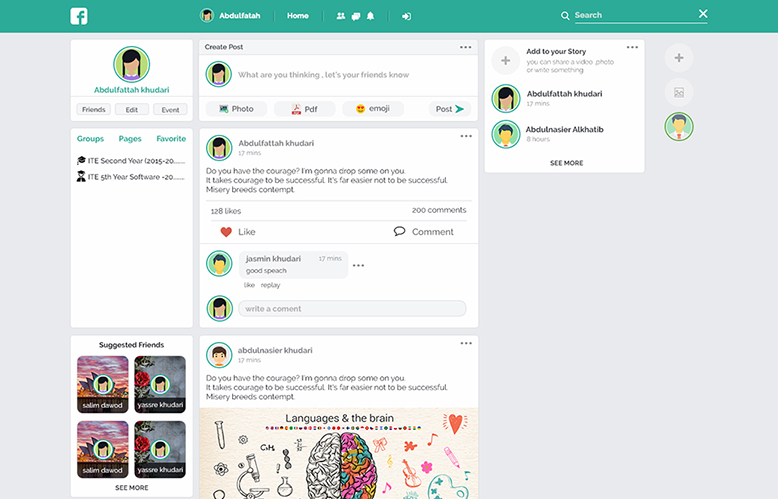 f
Abdulfatah
Home
Search
Abdulfattah khudari
Friends
Edit
Event
Groups
Pages
Favorite
ITE Second Year (2015-20.......
ITE 5th Year Software -20.......
Suggested Friends
salim dawod
yassre khudari
salim dawod
yassre khudari
SEE MORE
Create Post
What are you thinking , let's your friends know
Photo
Pdf
emoji
Post
Abdulfattah khudari
17 mins
Do you have the courage? I'm gonna drop some on you.
It takes courage to be successful. It's far easier not to be successful.
Misery breeds contempt.
128 likes
200 comments
Like
Comment
jasmin khudari
17 mins
good speach
like
replay
write a coment
abdulnasier khudari
17 mins
Do you have the courage? I'm gonna drop some on you.
It takes courage to be successful. It's far easier not to be successful.
Misery breeds contempt.
Languages & the brain
Add to your Story
you can share a video ,photo
or write something
Abdulfattah khudari
17 mins
Abdulnasier Alkhatib
8 hours
SEE MORE